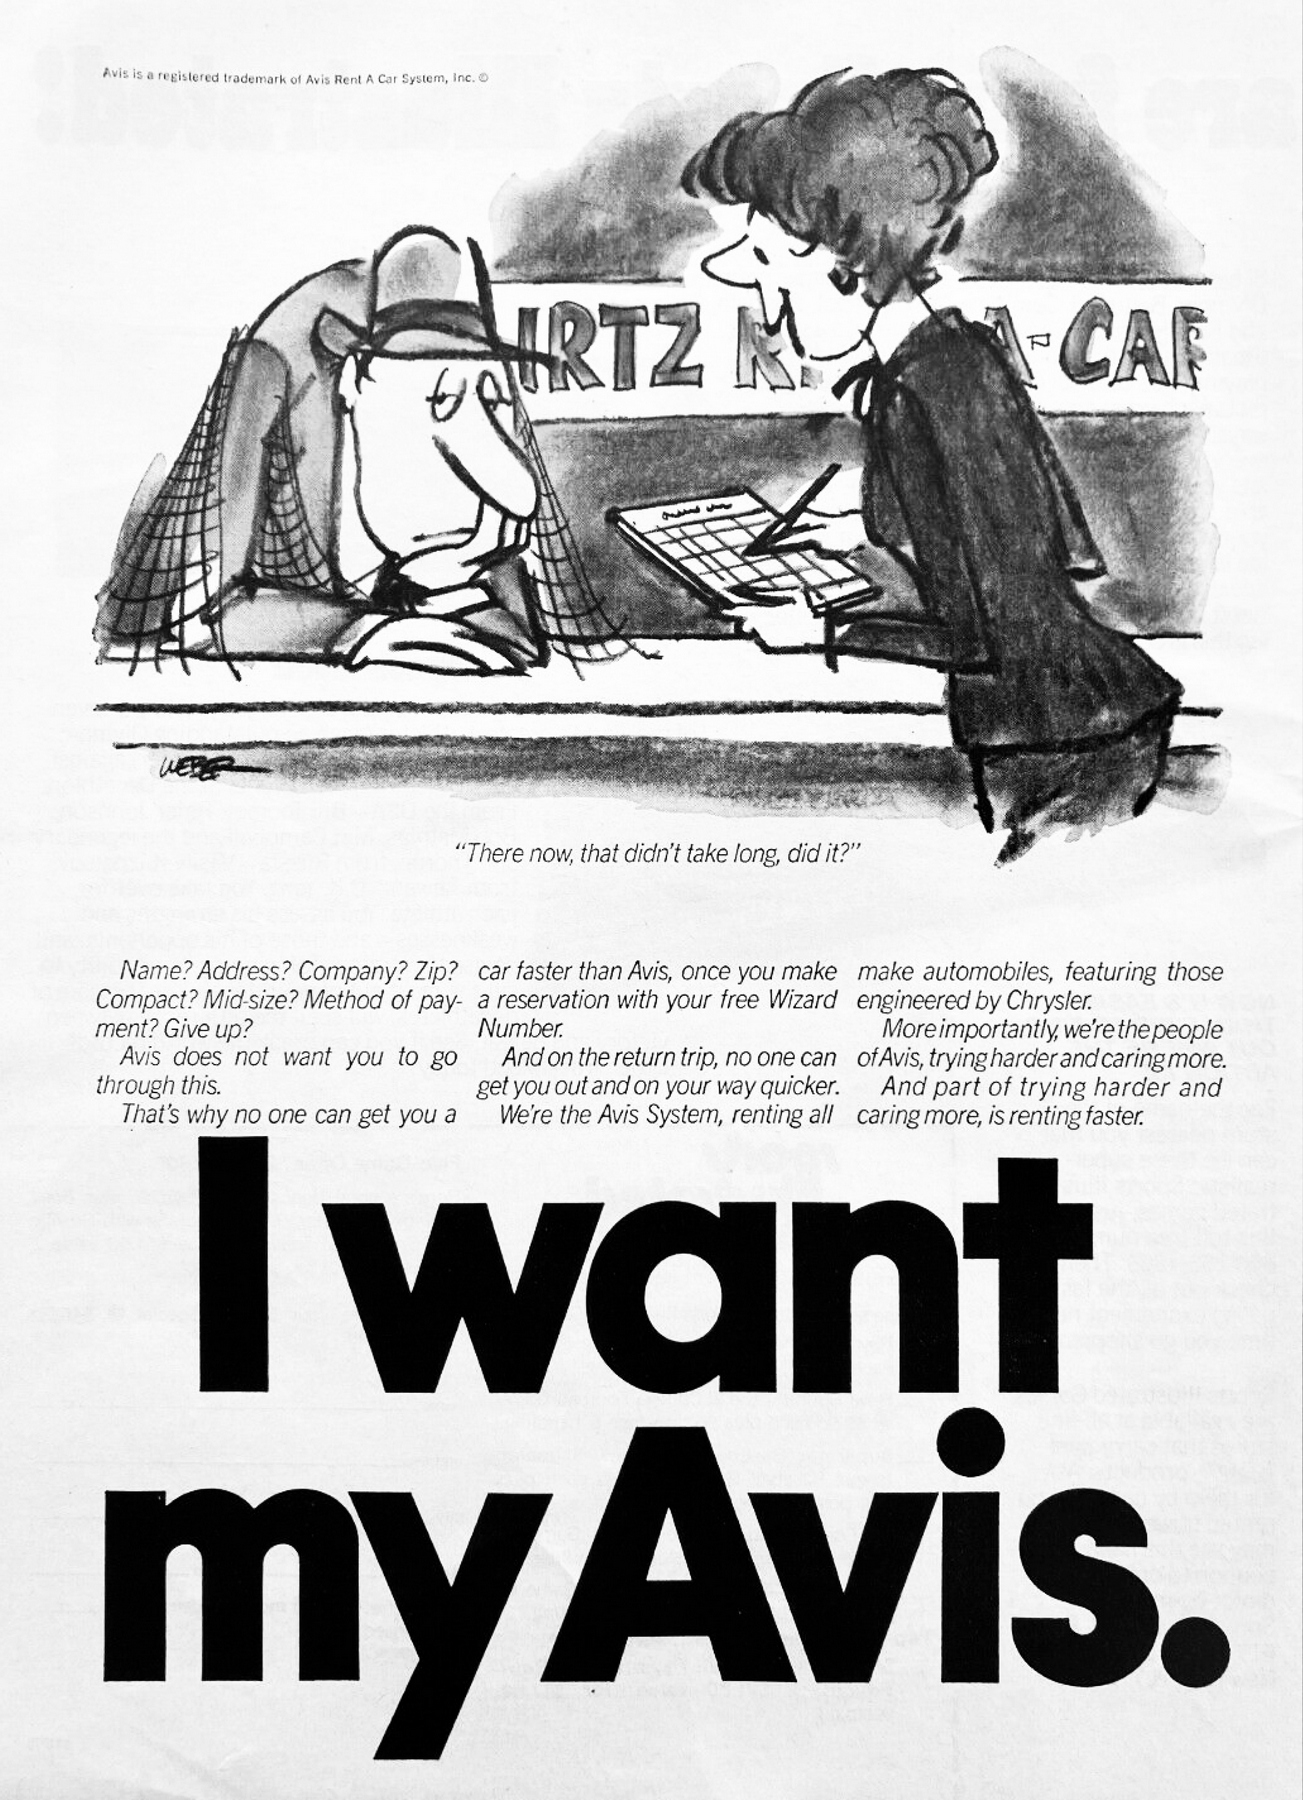 Avis is a registered trademark of Avis Rent A Car System, Inc. ©
IRTZ R A-CAR
WEBER
"There now, that didn't take long, did it?"
Name? Address? Company? Zip?
Compact? Mid-size? Method of pay-
ment? Give up?
Avis does not want you to go
through this.
That's why no one can get you a
car faster than Avis, once you make
a reservation with your free Wizard
Number.
And on the return trip, no one can
get you out and on your way quicker.
We're the Avis System, renting all
make automobiles, featuring those
engineered by Chrysler.
More importantly, we're the people
of Avis, trying harder and caring more.
And part of trying harder and
caring more, is renting faster.
I want
my Avis.